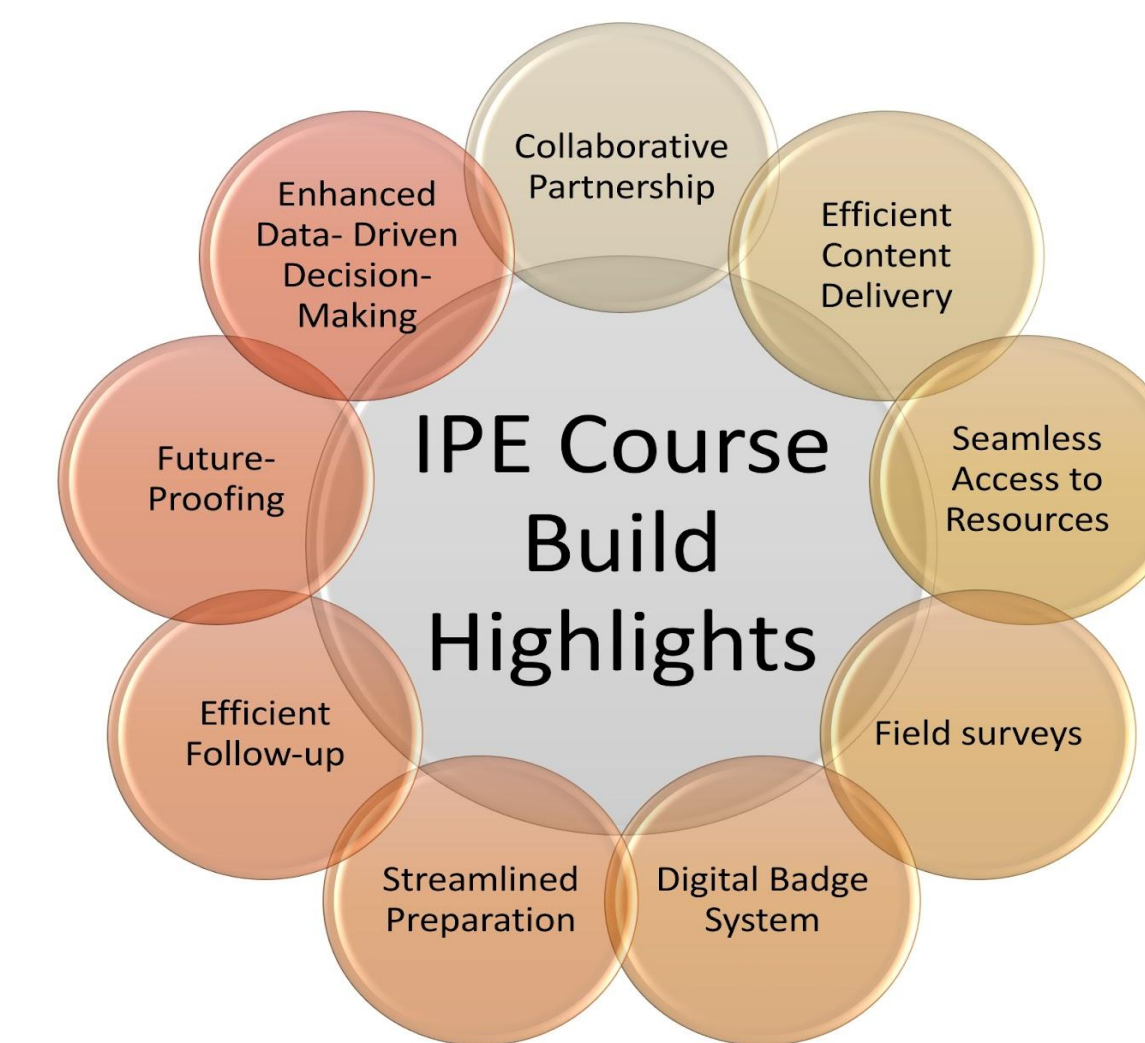 Collaborative
Partnership
Efficient
Content
Delivery
Seamless
Access to
Resources
Field surveys
Digital Badge
System
Streamlined
Preparation
Efficient
Follow-up
Future-
Proofing
Enhanced
Data- Driven
Decision-
Making
IPE Course
Build
Highlights